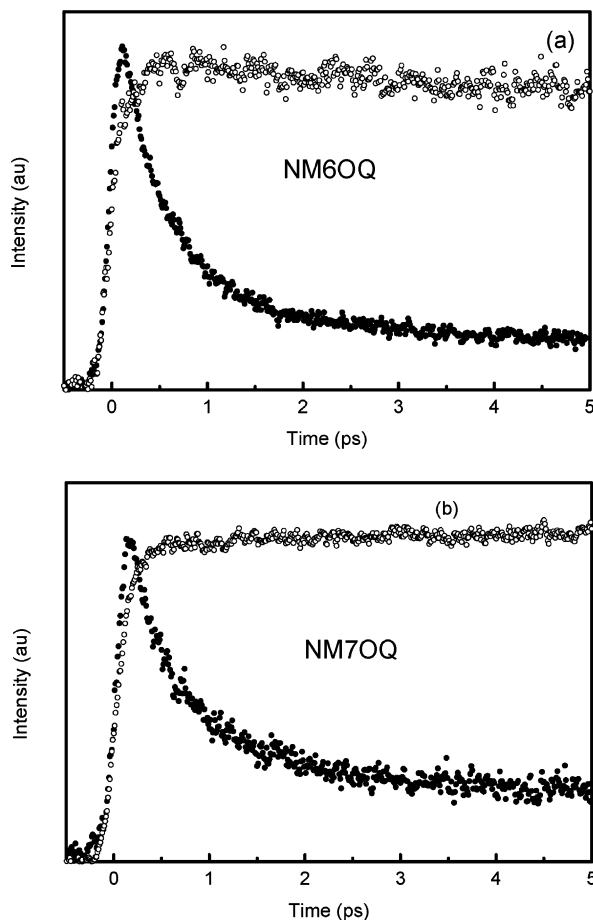 (a)
NM6OQ
Intensity (au)
0 1 2 3 4 5
Time (ps)
(b)
NM7OQ
Intensity (au)
0 1 2 3 4 5
Time (ps)